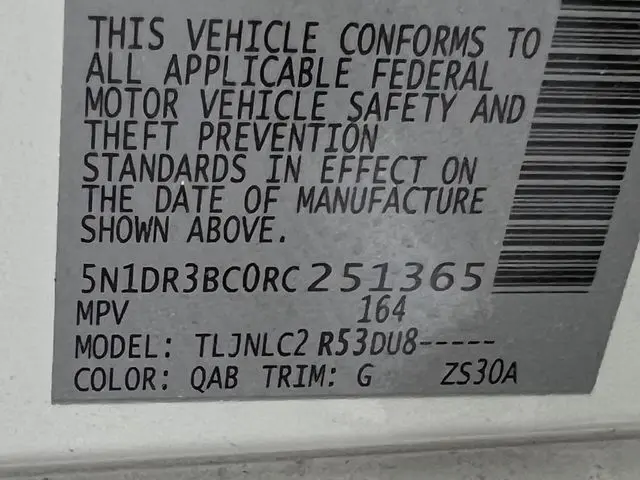 THIS VEHICLE CONFORMS TO
ALL APPLICABLE FEDERAL
MOTOR VEHICLE SAFETY AND
THEFT PREVENTION
STANDARDS IN EFFECT ON
THE DATE OF MANUFACTURE
SHOWN ABOVE.
5N1DR3BC0RC251365
MPV 164
MODEL: TLJNLC2 R53DU8-----
COLOR: QAB TRIM: G ZS30A